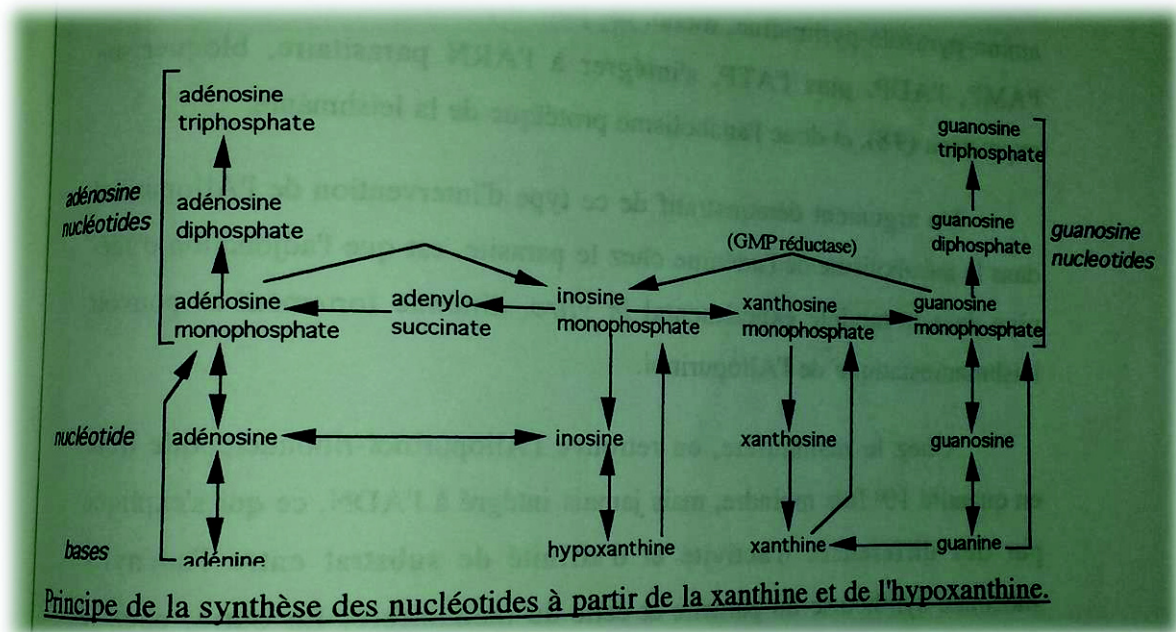 adénosine
triphosphate
guanosine
triphosphate
adénosine
nucléotides
adénosine
diphosphate
guanosine
diphosphate
guanosine
nucleotides
(GMP réductase)
adénosine
monophosphate
adenylo
succinate
inosine
monophosphate
xanthosine
monophosphate
guanosine
monophosphate
nucléotide
adénosine
inosine
xanthosine
guanosine
bases
adénine
hypoxanthine
xanthine
guanine
Principe de la synthèse des nucléotides à partir de la xanthine et de l'hypoxanthine.